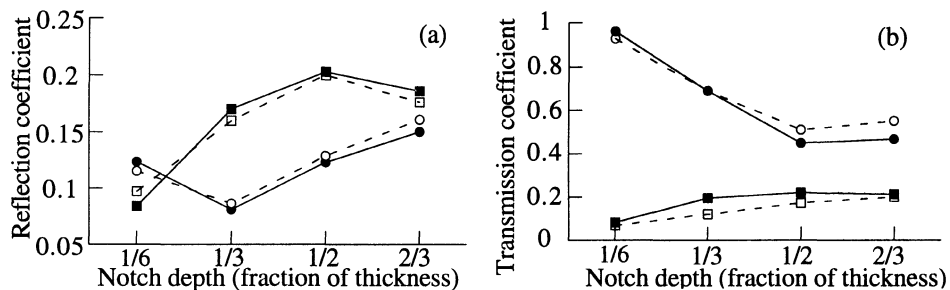 (a)
Reflection coefficient
0.25
0.2
0.15
0.1
0.05
1/6 1/3 1/2 2/3
Notch depth (fraction of thickness)
(b)
Transmission coefficient
1
0.8
0.6
0.4
0.2
0
1/6 1/3 1/2 2/3
Notch depth (fraction of thickness)